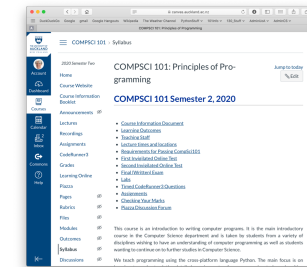 COMPSCI 101: Principles of Programming
COMPSCI 101 › Syllabus
2020 Semester Two
Home
Course Website
Course Information
Booklet
Announcements
Lectures
Recordings
Assignments
CodeRunner3
Grades
Learning Online
Piazza
Pages
Rubrics
Files
Modules
Outcomes
Syllabus
Discussions
Account
Dashboard
Courses
Calendar
Inbox
Commons
Help
COMPSCI 101: Principles of Pro-
gramming
Jump to today
Edit
COMPSCI 101 Semester 2, 2020
Course Information Document
Learning Outcomes
Teaching Staff
Lecture times and locations
Requirements for Passing Compsci101
First Invigilated Online Test
Second Invigilated Online Test
Final (Written) Exam
Labs
Timed CodeRunner3 Questions
Assignments
Checking Your Marks
Piazza Discussion Forum
This course is an introduction to writing computer programs. It is the main introductory
course in the Computer Science department and is taken by students from a variety of
disciplines wishing to have an understanding of computer programming as well as students
wanting to continue on to further studies in Computer Science.
We teach programming using the cross-platform language Python. The main focus is on